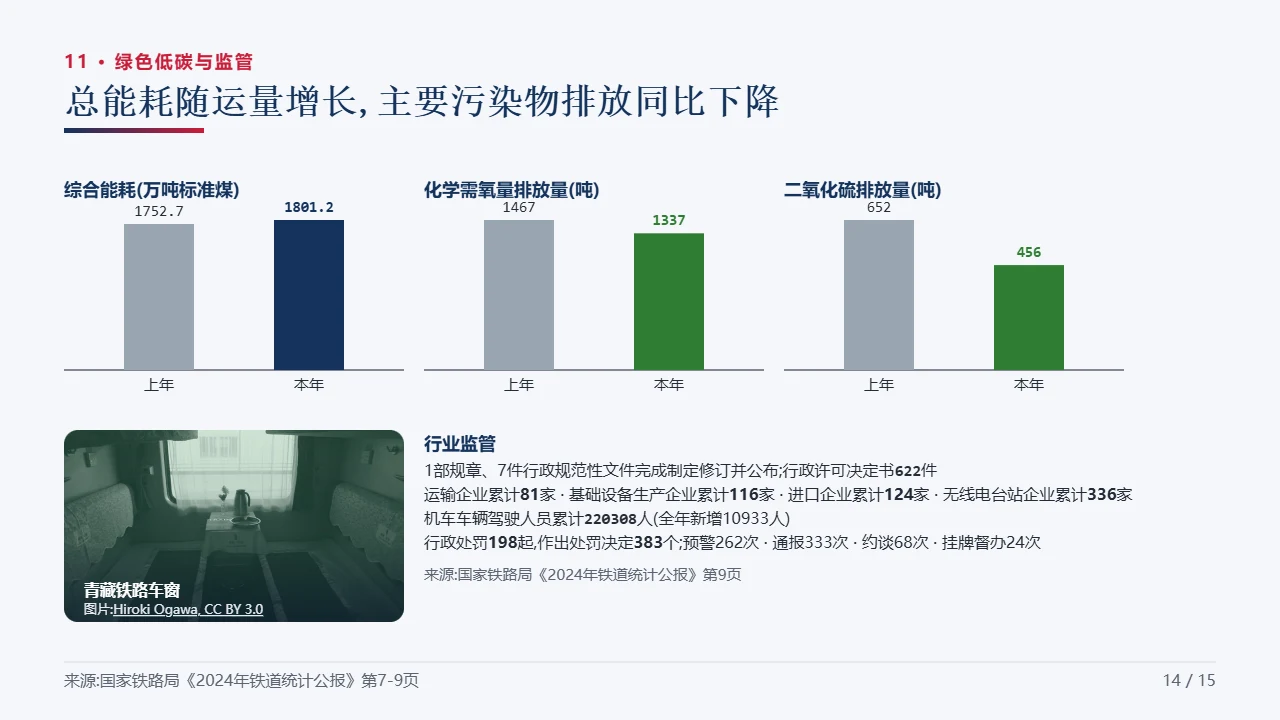 11 · 绿色低碳与监管
总能耗随运量增长,主要污染物排放同比下降
综合能耗(万吨标准煤)
1752.7
1801.2
上年
本年
化学需氧量排放量(吨)
1467
1337
上年
本年
二氧化硫排放量(吨)
652
456
上年
本年
青藏铁路车窗
图片:Hiroki Ogawa, CC BY 3.0
行业监管
1部规章、7件行政规范性文件完成制定修订并公布;行政许可决定书622件
运输企业累计81家 · 基础设备生产企业累计116家 · 进口企业累计124家 · 无线电台站企业累计336家
机车车辆驾驶人员累计220308人(全年新增10933人)
行政处罚198起,作出处罚决定383个;预警262次 · 通报333次 · 约谈68次 · 挂牌督办24次
来源:国家铁路局《2024年铁道统计公报》第9页
来源:国家铁路局《2024年铁道统计公报》第7-9页
14 / 15